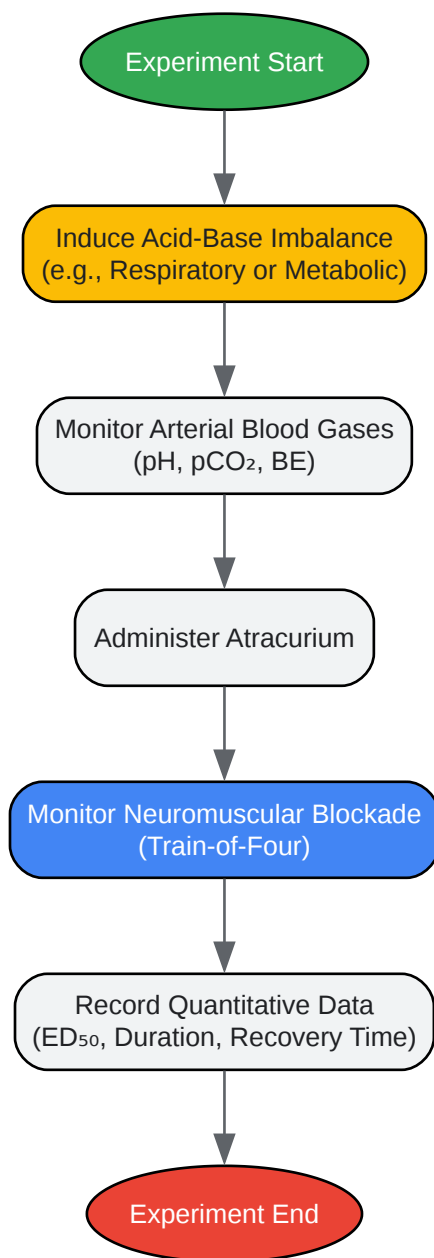 Experiment Start
Induce Acid-Base Imbalance
(e.g., Respiratory or Metabolic)
Monitor Arterial Blood Gases
(pH, pCO₂, BE)
Administer Atracurium
Monitor Neuromuscular Blockade
(Train-of-Four)
Record Quantitative Data
(ED₅₀, Duration, Recovery Time)
Experiment End